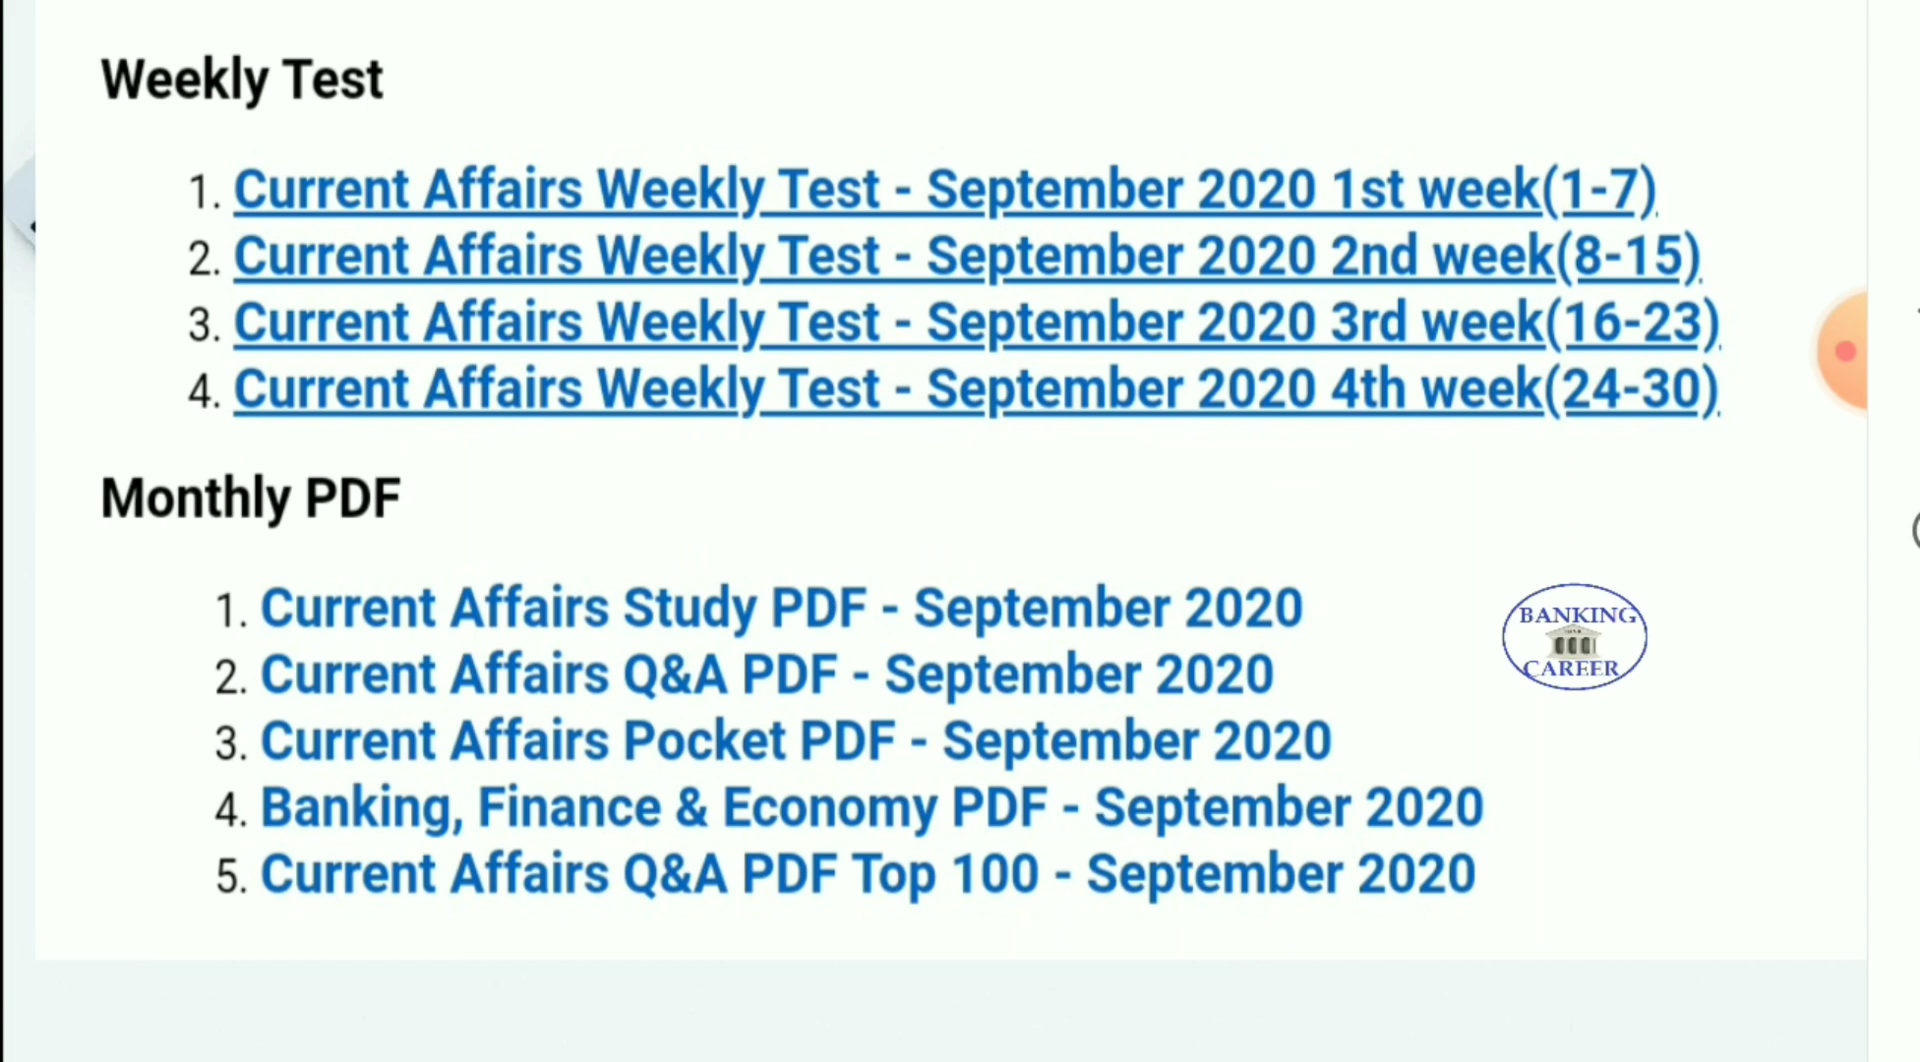 Weekly Test
1. Current Affairs Weekly Test - September 2020 1st week(1-7)
2. Current Affairs Weekly Test - September 2020 2nd week(8-15)
3. Current Affairs Weekly Test - September 2020 3rd week(16-23)
4. Current Affairs Weekly Test - September 2020 4th week(24-30)
Monthly PDF
1. Current Affairs Study PDF - September 2020
2. Current Affairs Q&A PDF - September 2020
3. Current Affairs Pocket PDF - September 2020
4. Banking, Finance & Economy PDF - September 2020
5. Current Affairs Q&A PDF Top 100 - September 2020
BANKING
CAREER